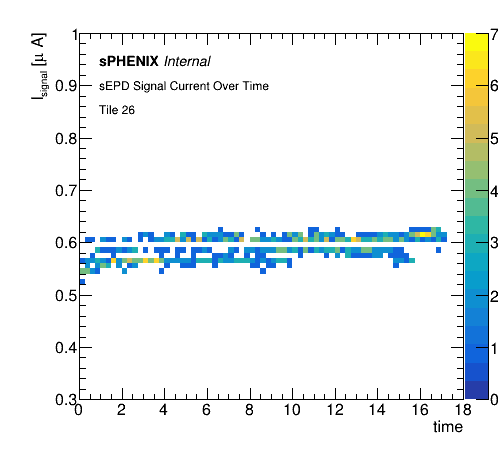 sPHENIX Internal
sEPD Signal Current Over Time
Tile 26
I_signal [μ A]
1
0.9
0.8
0.7
0.6
0.5
0.4
0.3
0 2 4 6 8 10 12 14 16 18
time
7
6
5
4
3
2
1
0